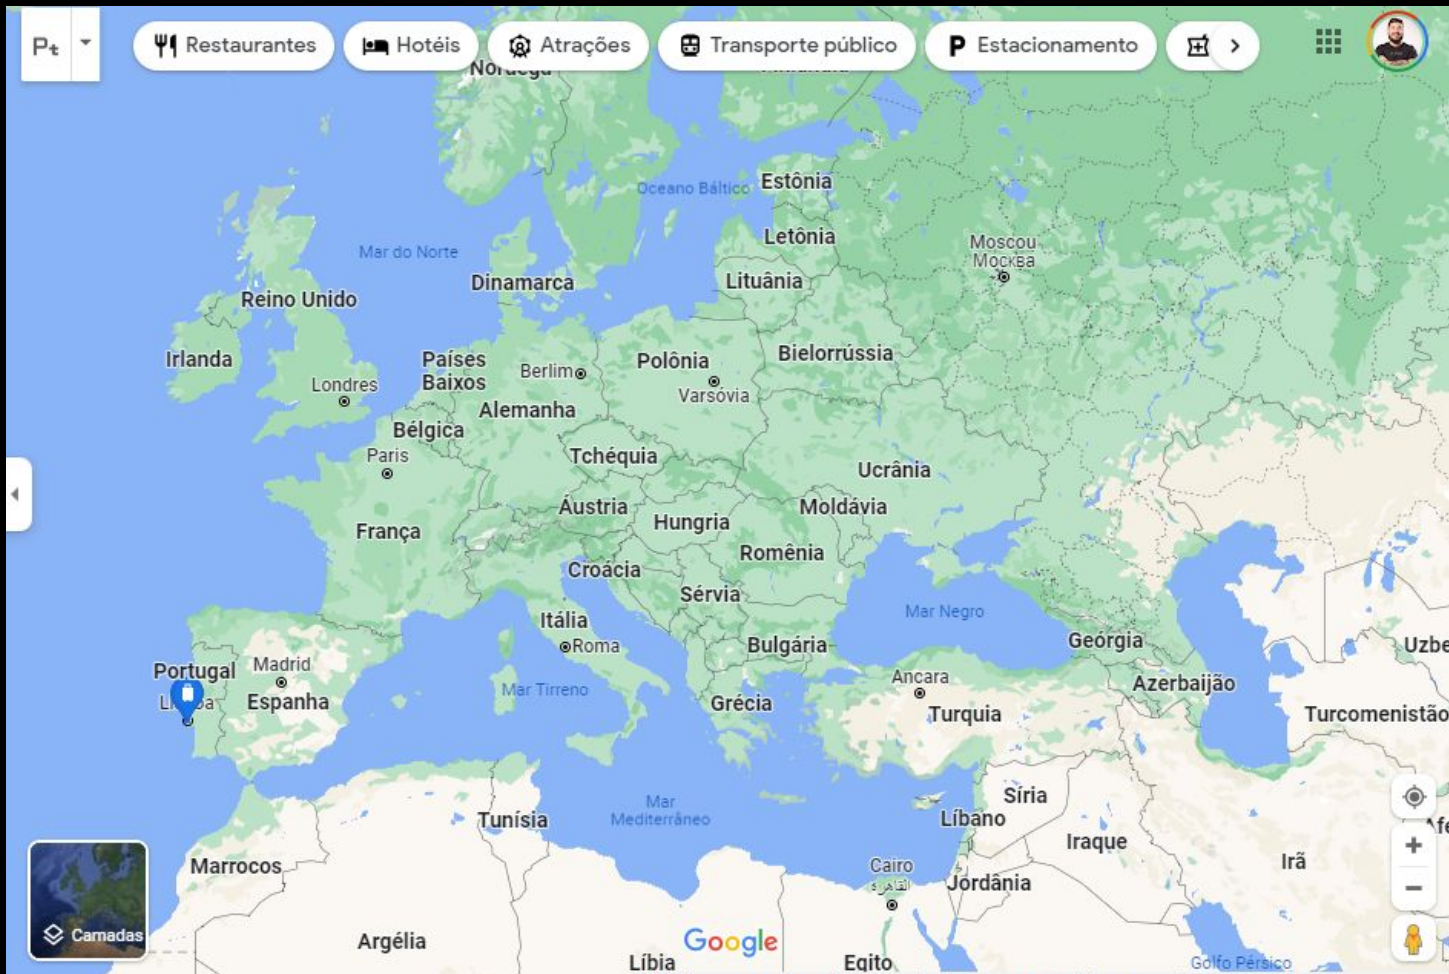 Pt
Restaurantes
Hotéis
Atrações
Transporte público
P Estacionamento
Noruega
Oceano Báltico
Estônia
Mar do Norte
Letônia
Moscou
Москва
Dinamarca
Lituânia
Reino Unido
Irlanda
Países
Baixos
Berlim
Polônia
Bielorrússia
Londres
Varsóvia
Alemanha
Bélgica
Paris
Tchéquia
Ucrânia
Áustria
Moldávia
França
Hungria
Romênia
Croácia
Sérvia
Mar Negro
Itália
Roma
Bulgária
Geórgia
Portugal
Madrid
Espanha
Mar Tirreno
Grécia
Ancara
Turquia
Azerbaijão
Turcomenistão
Síria
Líbano
Mar
Mediterrâneo
Tunísia
Iraque
Irã
Marrocos
Cairo
القاهرة
Jordânia
Camadas
Argélia
Google
Líbia
Egito
Golfo Pérsico